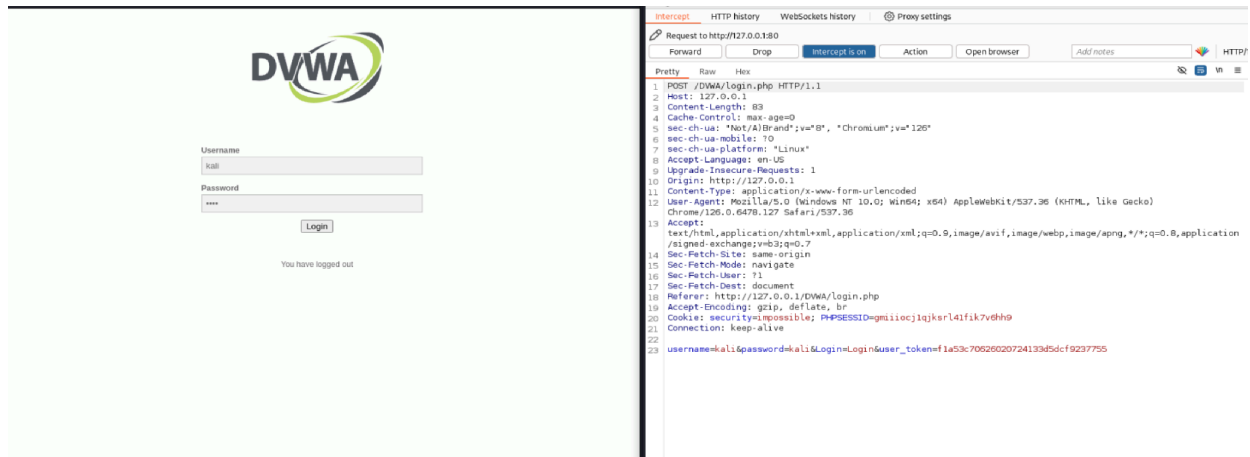 DVWA
Username
kali
Password
••••
Login
You have logged out
Intercept HTTP history WebSockets history Proxy settings
Request to http://127.0.0.1:80
Forward Drop Intercept is on Action Open browser Add notes HTTP/
Pretty Raw Hex \n
1 POST /DVWA/login.php HTTP/1.1
2 Host: 127.0.0.1
3 Content-Length: 83
4 Cache-Control: max-age=0
5 sec-ch-ua: "Not/A)Brand";v="8", "Chromium";v="126"
6 sec-ch-ua-mobile: ?0
7 sec-ch-ua-platform: "Linux"
8 Accept-Language: en-US
9 Upgrade-Insecure-Requests: 1
10 Origin: http://127.0.0.1
11 Content-Type: application/x-www-form-urlencoded
12 User-Agent: Mozilla/5.0 (Windows NT 10.0; Win64; x64) AppleWebKit/537.36 (KHTML, like Gecko)
Chrome/126.0.6478.127 Safari/537.36
13 Accept:
text/html,application/xhtml+xml,application/xml;q=0.9,image/avif,image/webp,image/apng,*/*;q=0.8,application
/signed-exchange;v=b3;q=0.7
14 Sec-Fetch-Site: same-origin
15 Sec-Fetch-Mode: navigate
16 Sec-Fetch-User: ?1
17 Sec-Fetch-Dest: document
18 Referer: http://127.0.0.1/DVWA/login.php
19 Accept-Encoding: gzip, deflate, br
20 Cookie: security=impossible; PHPSESSID=gmiiiocj1qjksrl41fik7v6hh9
21 Connection: keep-alive
22
23 username=kali&password=kali&Login=Login&user_token=f1a53c70626020724133d5dcf9237755